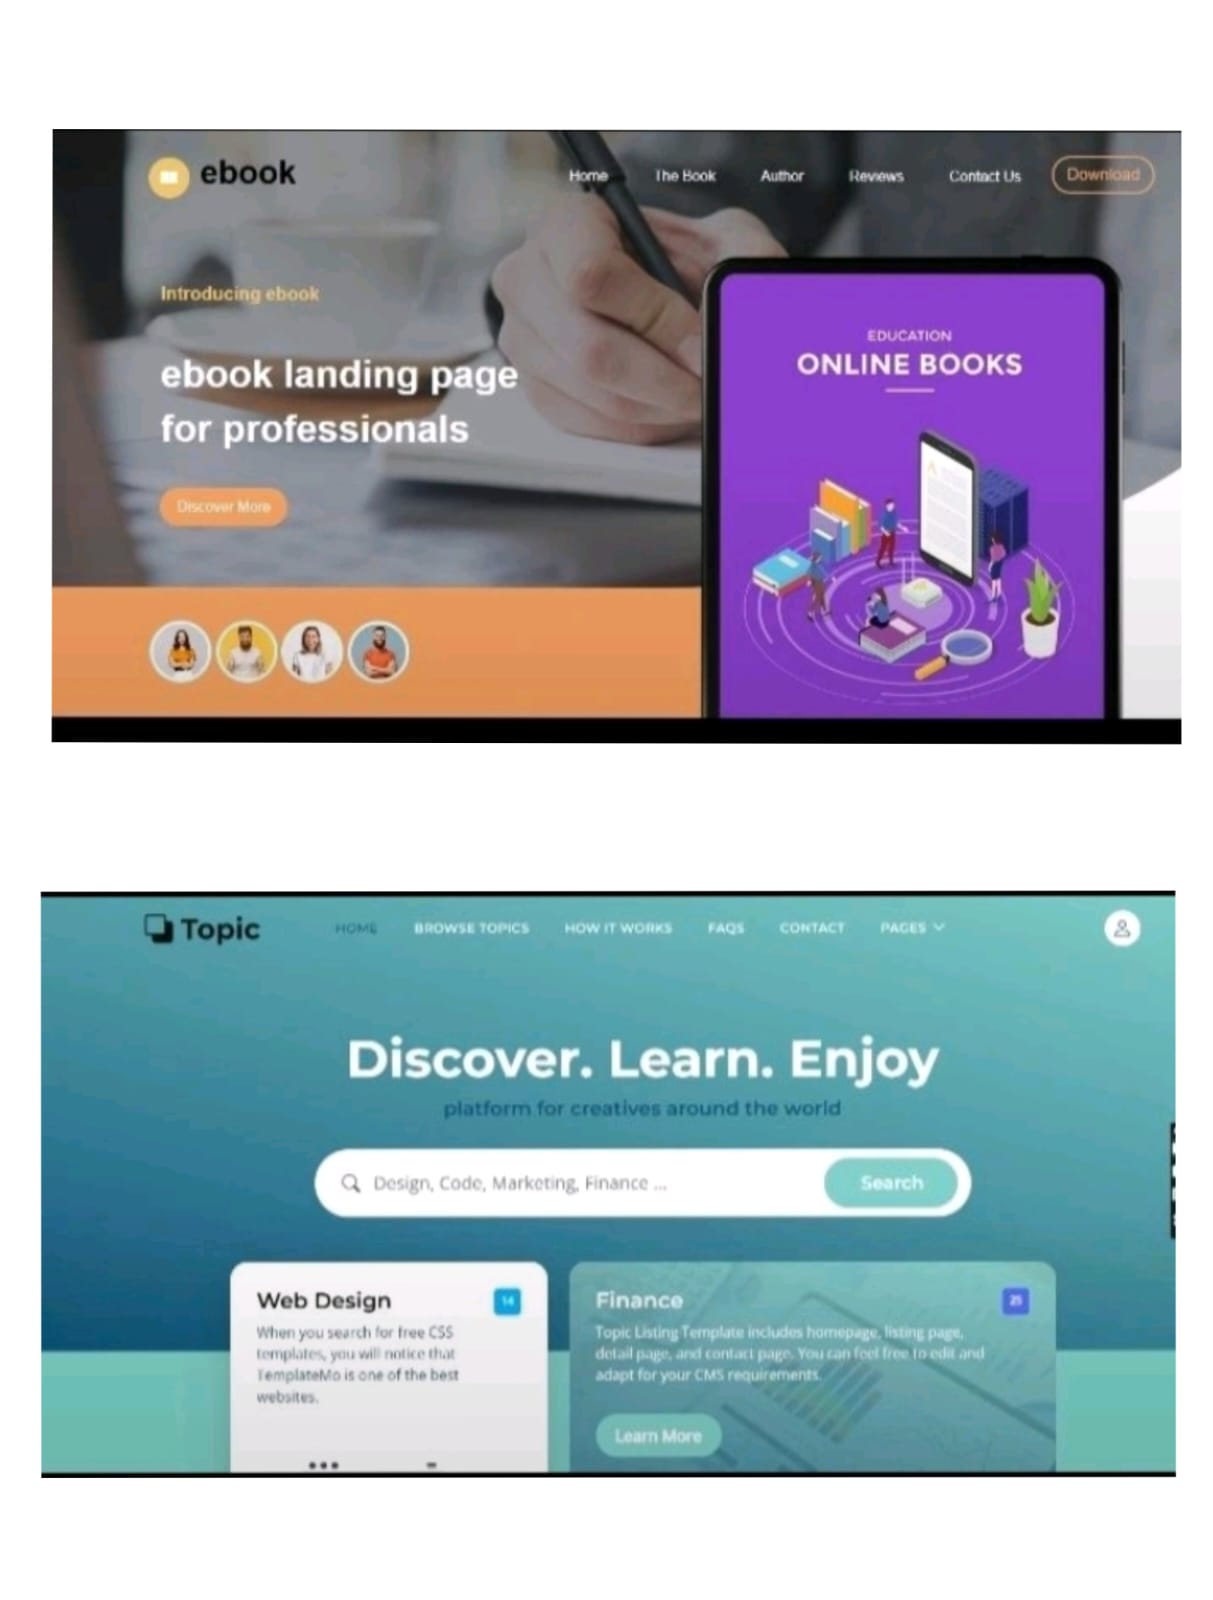 ebook
Home The Book Author Reviews Contact Us Download
Introducing ebook
ebook landing page
for professionals
Discover More
EDUCATION
ONLINE BOOKS
A
Topic
HOME BROWSE TOPICS HOW IT WORKS FAQS CONTACT PAGES
Discover. Learn. Enjoy
platform for creatives around the world
Design, Code, Marketing, Finance ...
Search
Web Design
14
When you search for free CSS
templates, you will notice that
TemplateMo is one of the best
websites.
Finance
25
Topic Listing Template includes homepage, listing page,
detail page, and contact page. You can feel free to edit and
adapt for your CMS requirements.
Learn More